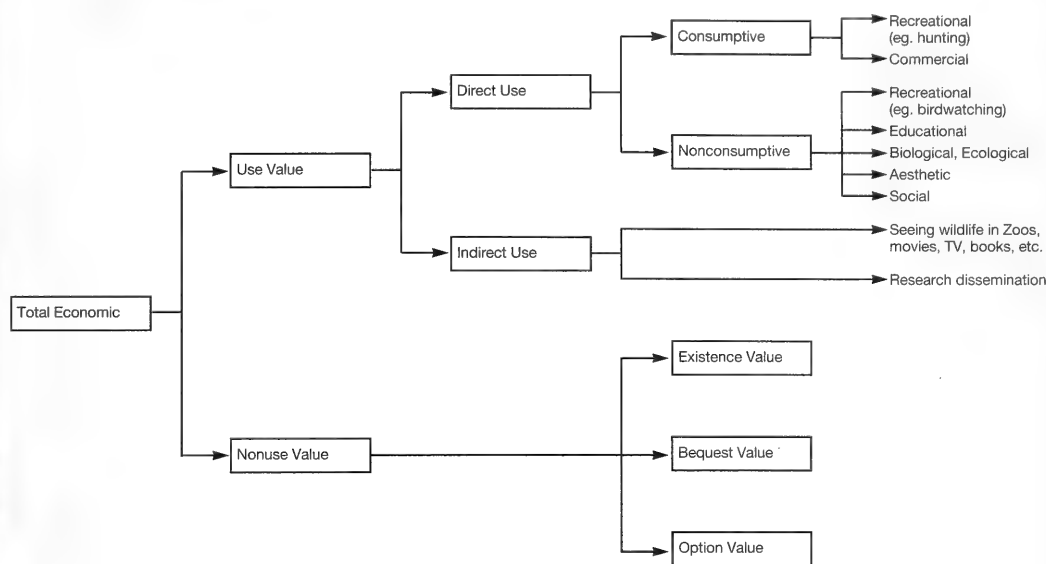 Total Economic
Use Value
Nonuse Value
Direct Use
Indirect Use
Consumptive
Nonconsumptive
Existence Value
Bequest Value
Option Value
Recreational
(eg. hunting)
Commercial
Recreational
(eg. birdwatching)
Educational
Biological, Ecological
Aesthetic
Social
Seeing wildlife in Zoos,
movies, TV, books, etc.
Research dissemination